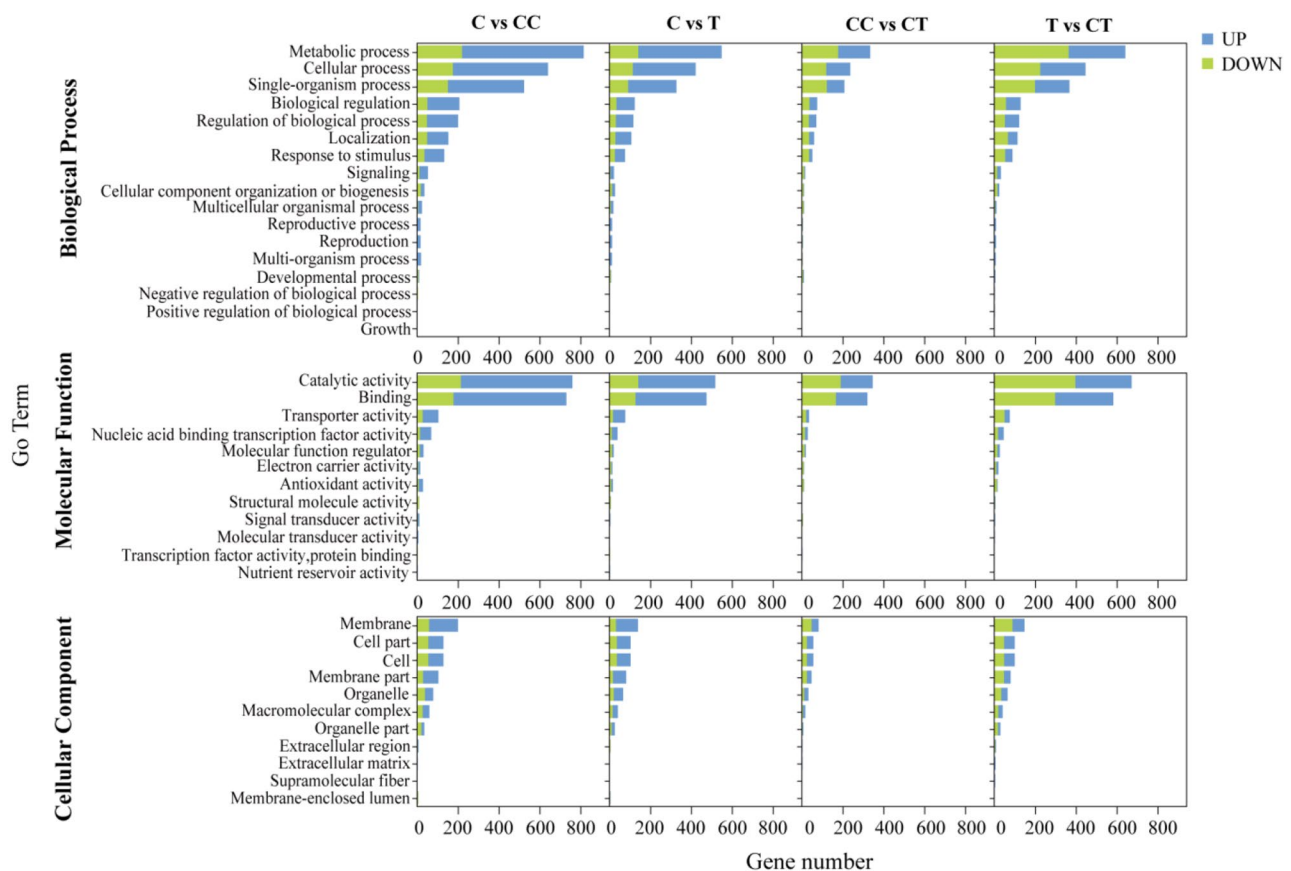 C vs CC
C vs T
CC vs CT
T vs CT
UP
DOWN
Go Term
Biological Process
Metabolic process
Cellular process
Single-organism process
Biological regulation
Regulation of biological process
Localization
Response to stimulus
Signaling
Cellular component organization or biogenesis
Multicellular organismal process
Reproductive process
Reproduction
Multi-organism process
Developmental process
Negative regulation of biological process
Positive regulation of biological process
Growth
0 200 400 600 800 0 200 400 600 800 0 200 400 600 800 0 200 400 600 800
Molecular Function
Catalytic activity
Binding
Transporter activity
Nucleic acid binding transcription factor activity
Molecular function regulator
Electron carrier activity
Antioxidant activity
Structural molecule activity
Signal transducer activity
Molecular transducer activity
Transcription factor activity,protein binding
Nutrient reservoir activity
0 200 400 600 800 0 200 400 600 800 0 200 400 600 800 0 200 400 600 800
Cellular Component
Membrane
Cell part
Cell
Membrane part
Organelle
Macromolecular complex
Organelle part
Extracellular region
Extracellular matrix
Supramolecular fiber
Membrane-enclosed lumen
0 200 400 600 800 0 200 400 600 800 0 200 400 600 800 0 200 400 600 800
Gene number